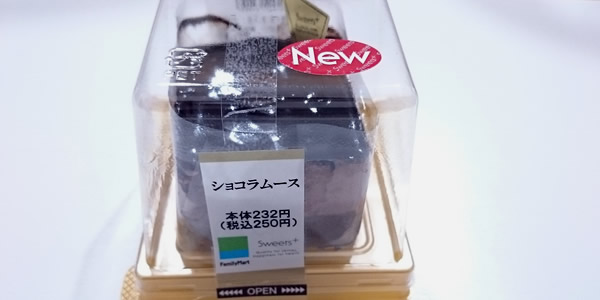 Sweets+
New
ショコラムース
本体232円
(税込250円)
FamilyMart
Sweets+
OPEN